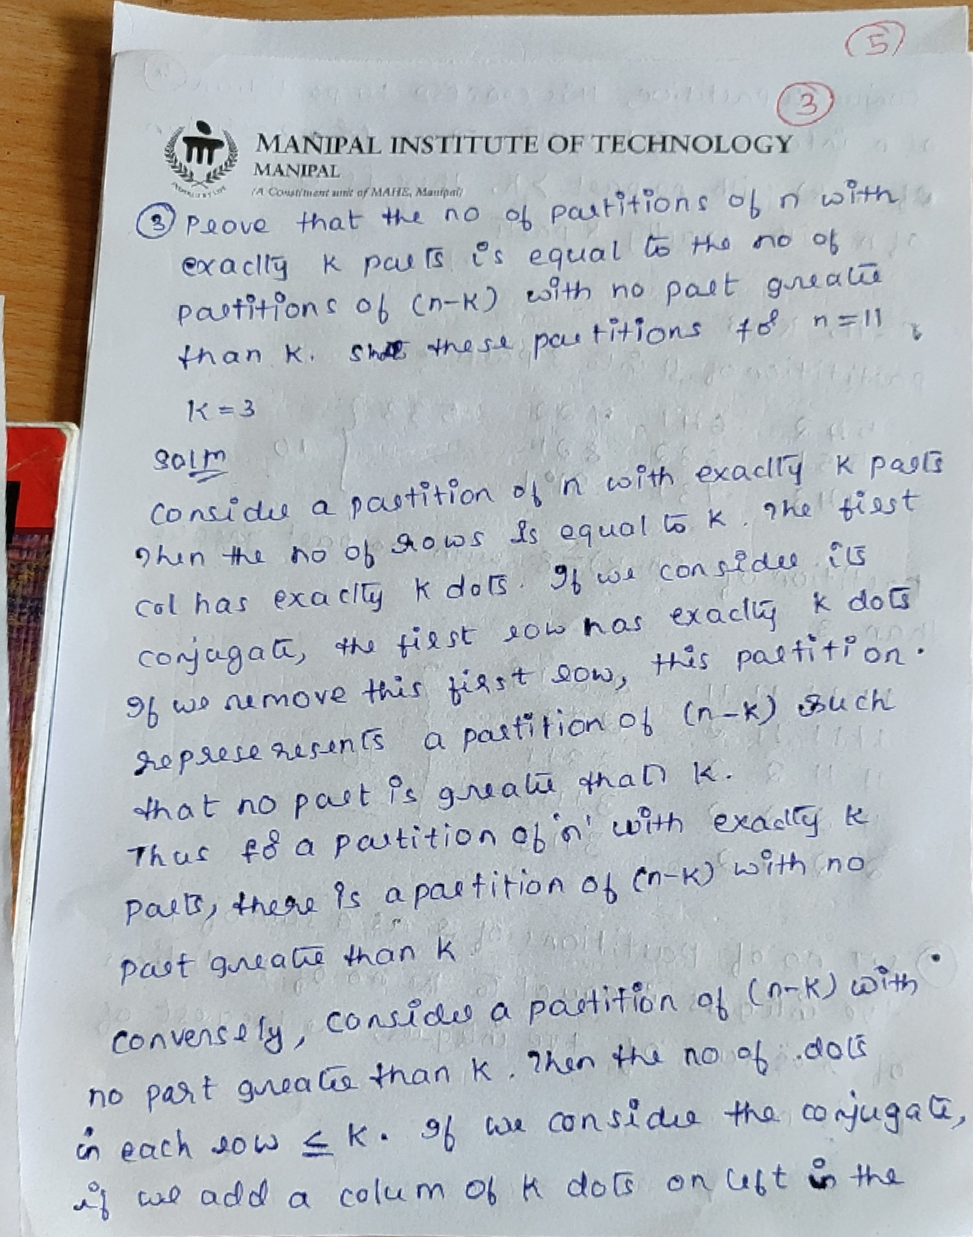 5
3
MANIPAL INSTITUTE OF TECHNOLOGY
MANIPAL
(A Constituent unit of MAHE, Manipal)
③ Prove that the no of partitions of n with
exactly K parts is equal to the no of
partitions of (n-K) with no part greater
than K. these partitions for n=11 &
K=3
Soln
Consider a partition of 'n with exactly K parts
Then the no of rows is equal to K. The first
col has exactly K dots. If we consider its
conjugate, the first row has exactly K dots
If we remove this first row, this partition.
represeresents a partition of (n-K) such
that no part is greater than K.
Thus for a partition of 'n' with exactly K
parts, there is a partition of (n-K) with no
part greater than K
Conversely, consider a partition of (n-K) with
no part greater than K. Then the no of dots
in each row ≤ K. If we consider the conjugate,
if we add a colum of K dots on left in the